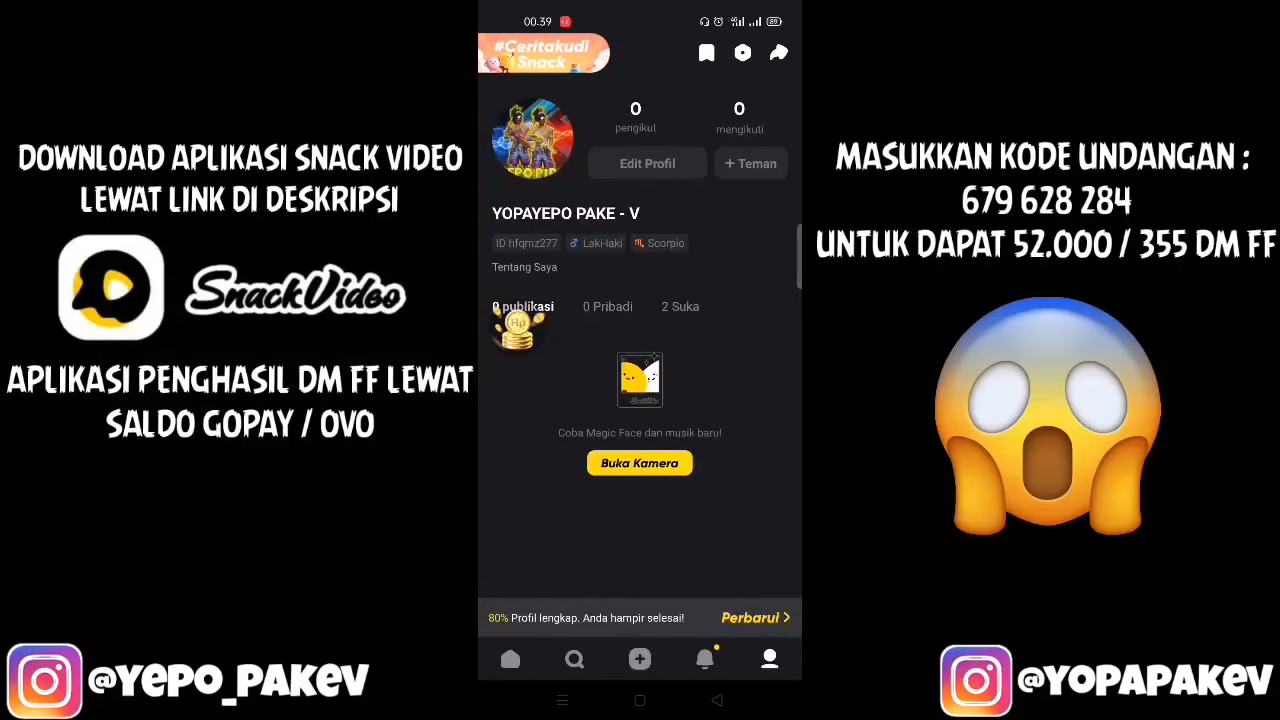 DOWNLOAD APLIKASI SNACK VIDEO
LEWAT LINK DI DESKRIPSI
SnackVideo
APLIKASI PENGHASIL DM FF LEWAT
SALDO GOPAY / OVO
@YEPO_PAKEV
00.39
89
#Ceritakudi
Snack
0
pengikut
0
mengikuti
Edit Profil
+ Teman
YOPAYEPO PAKE - V
ID hfqmz277
Laki-laki
Scorpio
Tentang Saya
0 publikasi
0 Pribadi
2 Suka
Rp
SnackVideo
Coba Magic Face dan musik baru!
Buka Kamera
80% Profil lengkap. Anda hampir selesai!
Perbarui >
MASUKKAN KODE UNDANGAN :
679 628 284
UNTUK DAPAT 52.000 / 355 DM FF
@YOPAPAKEV